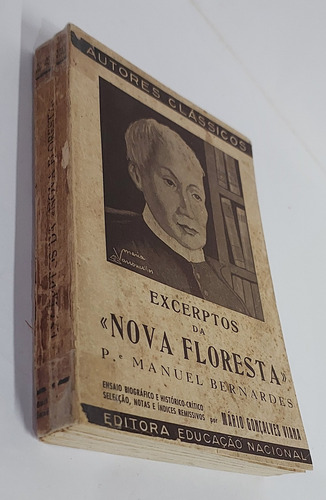 AUTORES CLÁSSICOS
EXCERPTOS
DA
«NOVA FLORESTA»
P.e MANUEL BERNARDES
ENSAIO BIOGRÁFICO E HISTÓRICO-CRÍTICO
SELECÇÃO, NOTAS E ÍNDICES REMISSIVOS por MÁRIO GONÇALVES VIANA
EDITORA EDUCAÇÃO NACIONAL